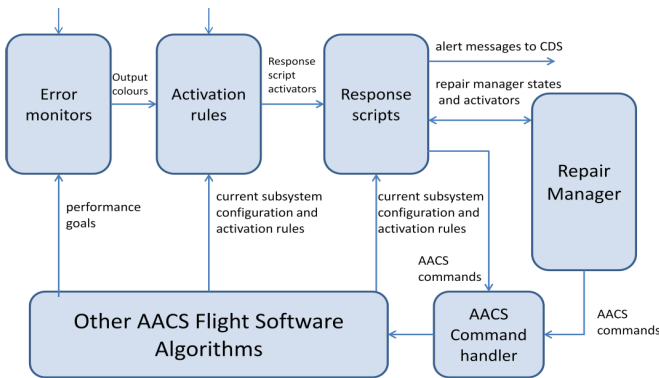 alert messages to CDS
Error
monitors
Output
colours
Activation
rules
Response
script
activators
Response
scripts
repair manager states
and activators
Repair
Manager
performance
goals
current subsystem
configuration and
activation rules
current subsystem
configuration and
activation rules
AACS
commands
AACS
commands
Other AACS Flight Software
Algorithms
AACS
Command
handler